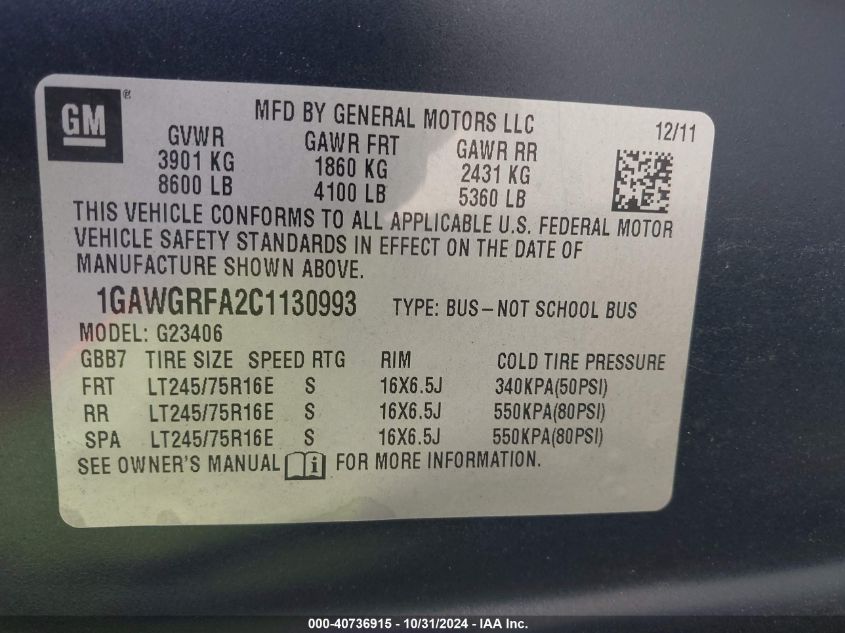 GM®
MFD BY GENERAL MOTORS LLC 12/11
GVWR GAWR FRT GAWR RR
3901 KG 1860 KG 2431 KG
8600 LB 4100 LB 5360 LB
THIS VEHICLE CONFORMS TO ALL APPLICABLE U.S. FEDERAL MOTOR
VEHICLE SAFETY STANDARDS IN EFFECT ON THE DATE OF
MANUFACTURE SHOWN ABOVE.
1GAWGRFA2C1130993 TYPE: BUS–NOT SCHOOL BUS
MODEL: G23406
GBB7 TIRE SIZE SPEED RTG RIM COLD TIRE PRESSURE
FRT LT245/75R16E S 16X6.5J 340KPA(50PSI)
RR LT245/75R16E S 16X6.5J 550KPA(80PSI)
SPA LT245/75R16E S 16X6.5J 550KPA(80PSI)
SEE OWNER'S MANUAL i FOR MORE INFORMATION.
000-40736915 - 10/31/2024 - IAA Inc.